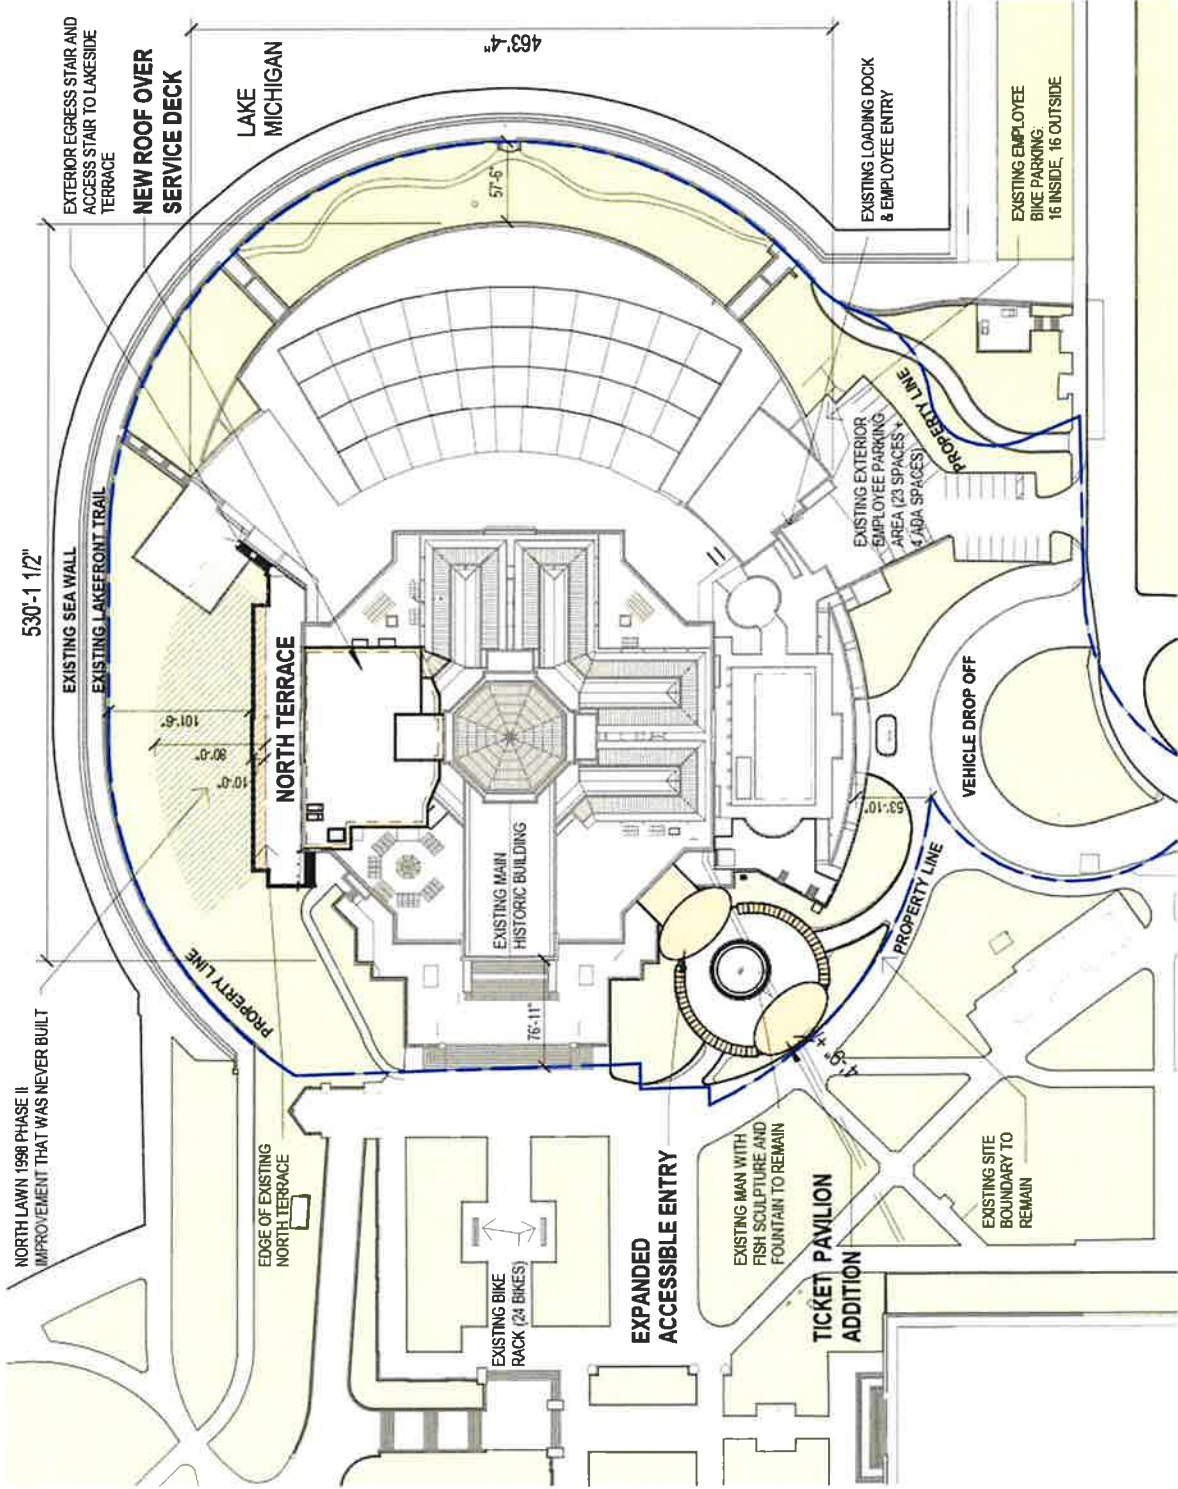 EXTERIOR EGRESS STAIR AND
ACCESS STAIR TO LAKESIDE
TERRACE
NEW ROOF OVER
SERVICE DECK
LAKE
MICHIGAN
463'-4"
530'-1 1/2"
EXISTING SEA WALL
EXISTING LAKEFRONT TRAIL
57'-6"
EXISTING LOADING DOCK
& EMPLOYEE ENTRY
EXISTING EMPLOYEE
BIKE PARKING:
16 INSIDE, 16 OUTSIDE
PROPERTY LINE
EXISTING EXTERIOR
EMPLOYEE PARKING
AREA (23 SPACES +
4 ADA SPACES)
101'-6"
80'-0"
10'-0"
NORTH TERRACE
VEHICLE DROP OFF
53'-10"
EXISTING MAIN
HISTORIC BUILDING
PROPERTY LINE
PROPERTY LINE
76'-11"
4'-9" +/-
NORTH LAWN 1998 PHASE II
IMPROVEMENT THAT WAS NEVER BUILT
EDGE OF EXISTING
NORTH TERRACE
EXISTING BIKE
RACK (24 BIKES)
EXPANDED
ACCESSIBLE ENTRY
EXISTING MAN WITH
FISH SCULPTURE AND
FOUNTAIN TO REMAIN
TICKET PAVILION
ADDITION
EXISTING SITE
BOUNDARY TO
REMAIN